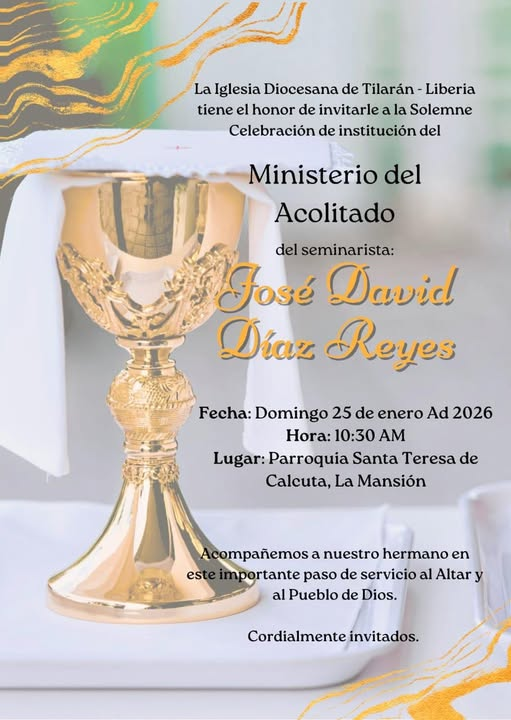 La Iglesia Diocesana de Tilarán - Liberia
tiene el honor de invitarle a la Solemne
Celebración de institución del
Ministerio del
Acolitado
del seminarista:
José David
Díaz Reyes
Fecha: Domingo 25 de enero Ad 2026
Hora: 10:30 AM
Lugar: Parroquia Santa Teresa de
Calcuta, La Mansión
Acompañemos a nuestro hermano en
este importante paso de servicio al Altar y
al Pueblo de Dios.
Cordialmente invitados.